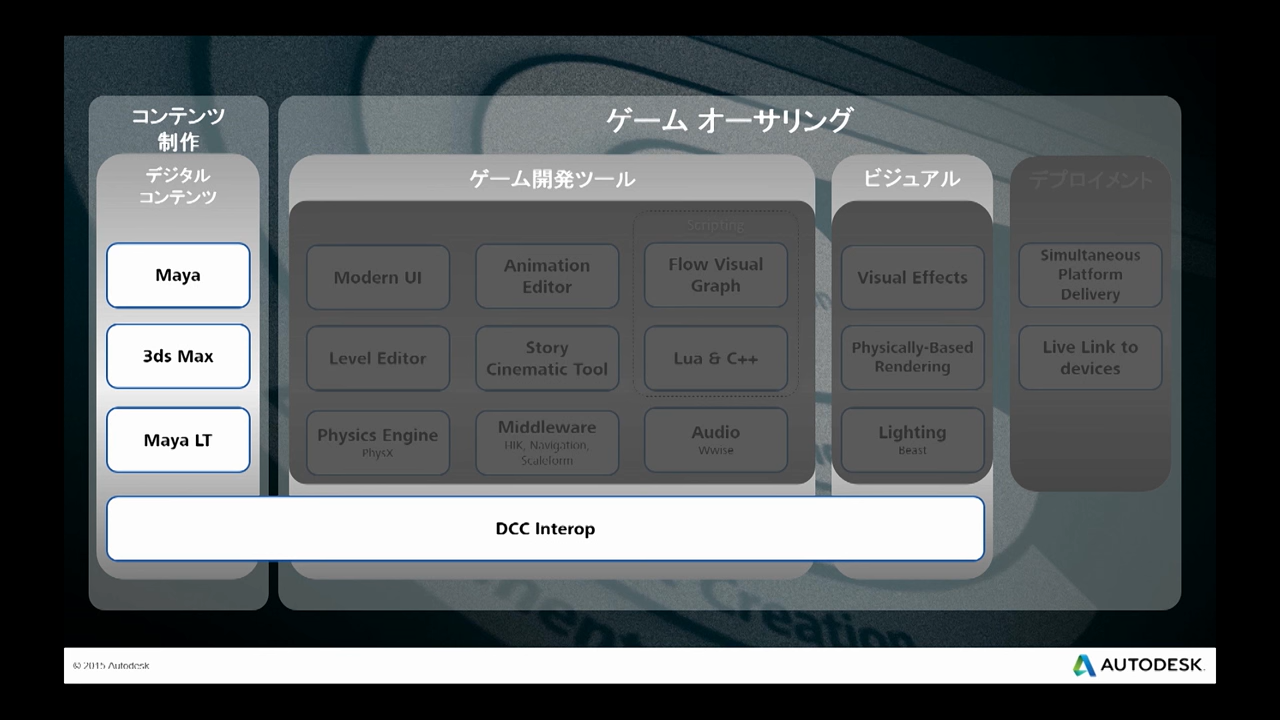 コンテンツ
制作
デジタル
コンテンツ
Maya
3ds Max
Maya LT
ゲーム オーサリング
ゲーム開発ツール
Modern UI
Animation
Editor
Scripting
Flow Visual
Graph
Level Editor
Story
Cinematic Tool
Lua & C++
Physics Engine
PhysX
Middleware
HIK, Navigation,
Scaleform
Audio
Wwise
ビジュアル
Visual Effects
Physically-Based
Rendering
Lighting
Beast
デプロイメント
Simultaneous
Platform
Delivery
Live Link to
devices
DCC Interop
Creation
© 2015 Autodesk
AUTODESK.